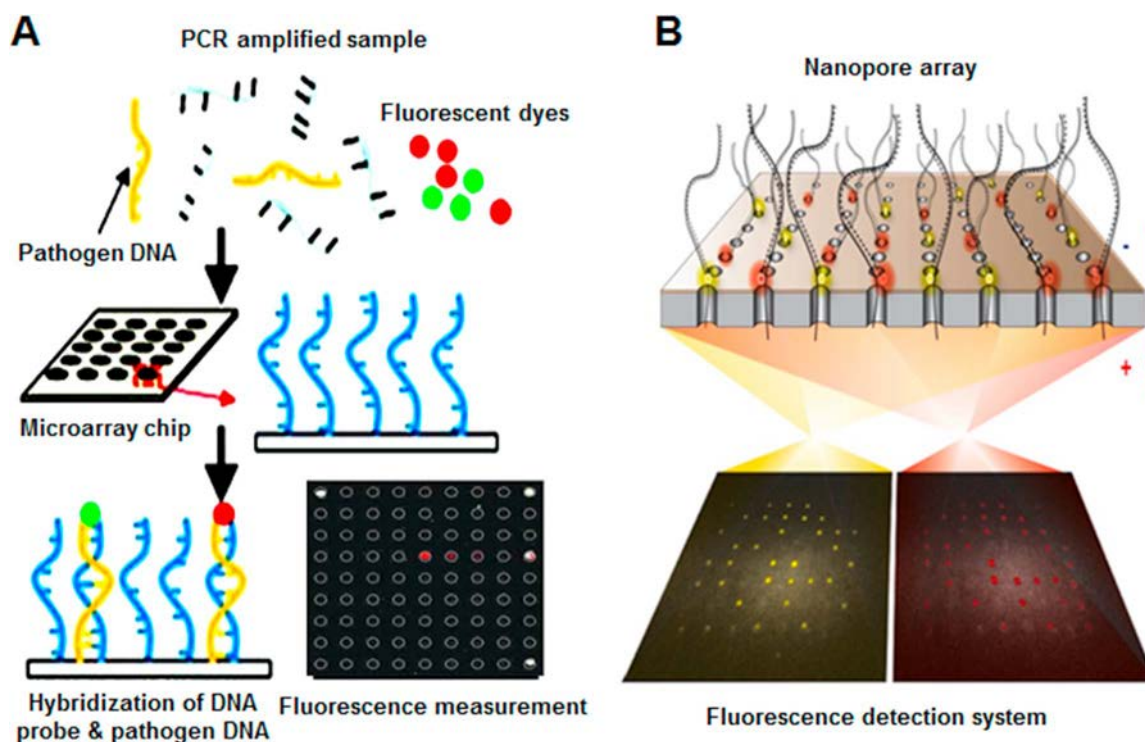 A
PCR amplified sample
Fluorescent dyes
Pathogen DNA
Microarray chip
Hybridization of DNA
probe & pathogen DNA
Fluorescence measurement
B
Nanopore array
-
+
Fluorescence detection system